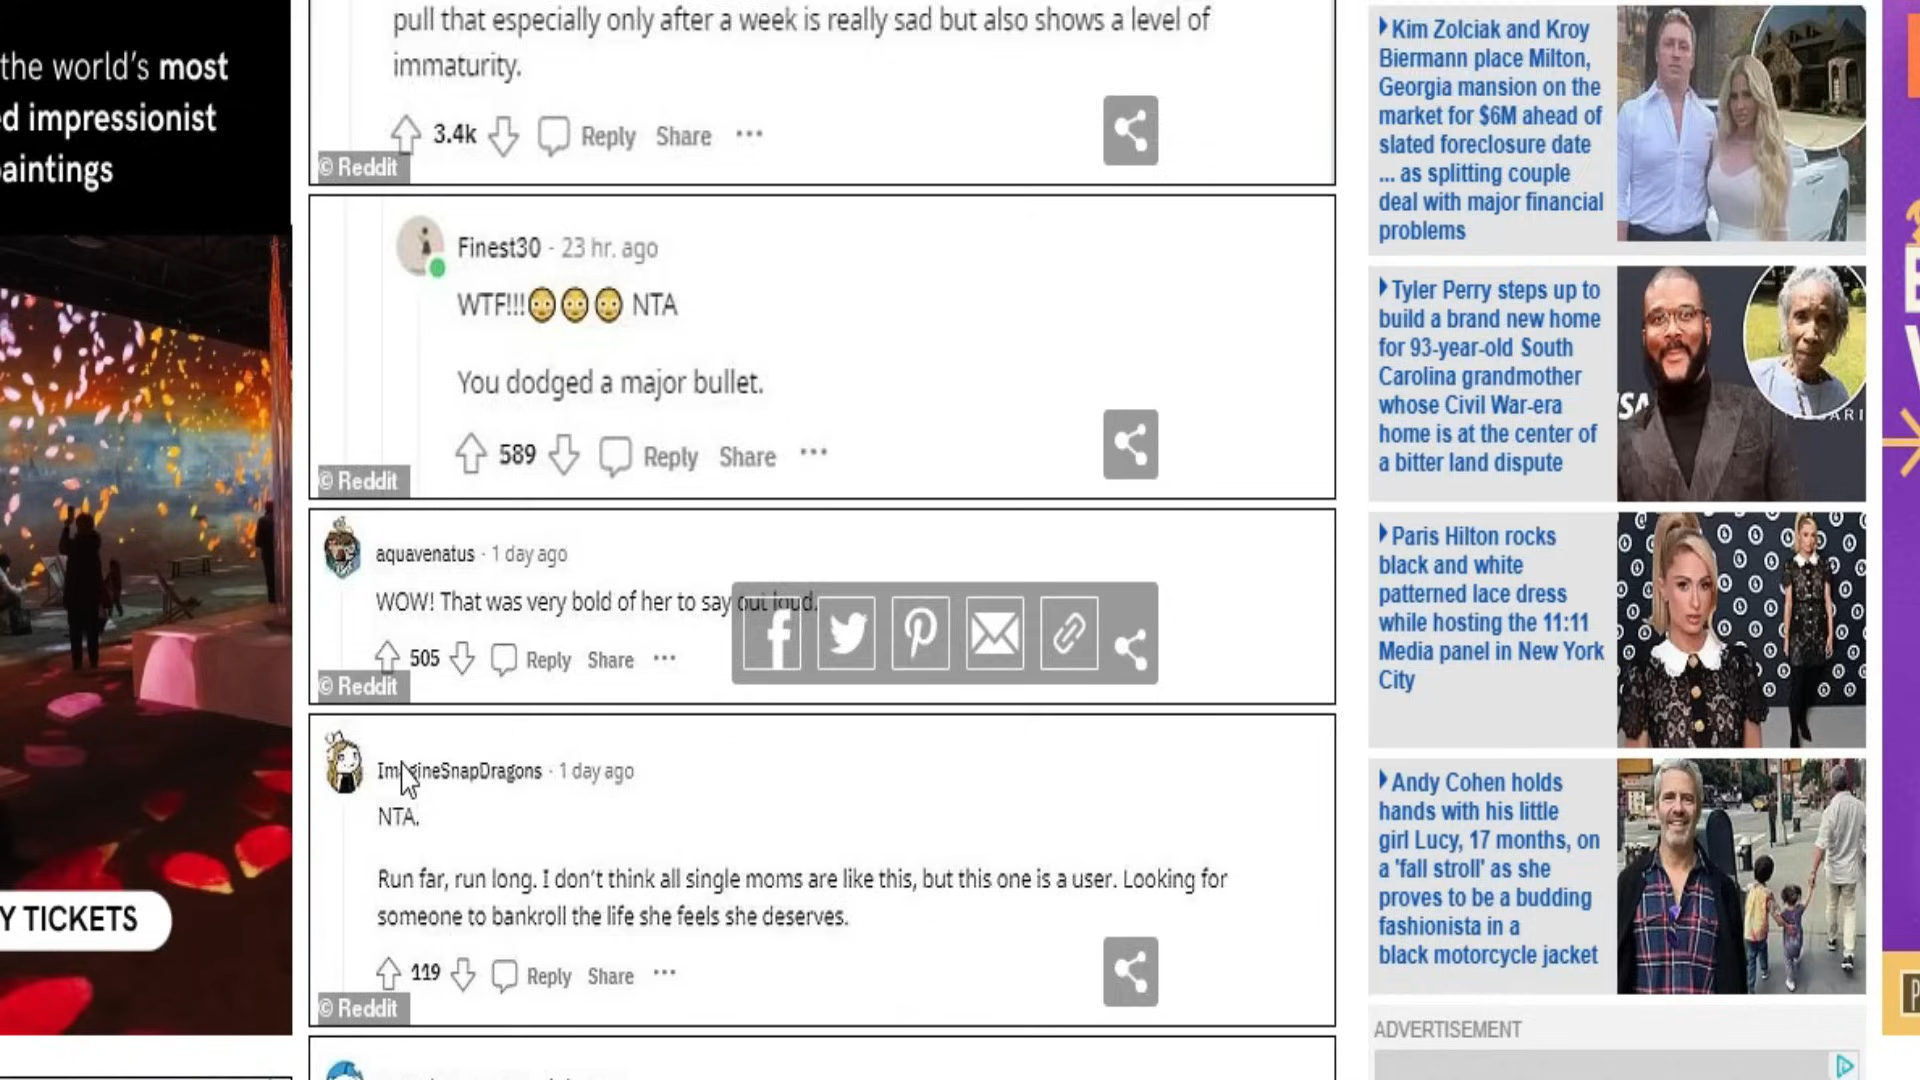 the world's most
ed impressionist
paintings
Y TICKETS
pull that especially only after a week is really sad but also shows a level of
immaturity.
3.4k Reply Share ...
© Reddit
Finest30 · 23 hr. ago
WTF!!!😳😳😳 NTA
You dodged a major bullet.
589 Reply Share ...
© Reddit
aquavenatus · 1 day ago
WOW! That was very bold of her to say out loud.
505 Reply Share ...
© Reddit
ImagineSnapDragons · 1 day ago
NTA.
Run far, run long. I don't think all single moms are like this, but this one is a user. Looking for
someone to bankroll the life she feels she deserves.
119 Reply Share ...
© Reddit
Kim Zolciak and Kroy
Biermann place Milton,
Georgia mansion on the
market for $6M ahead of
slated foreclosure date
... as splitting couple
deal with major financial
problems
Tyler Perry steps up to
build a brand new home
for 93-year-old South
Carolina grandmother
whose Civil War-era
home is at the center of
a bitter land dispute
Paris Hilton rocks
black and white
patterned lace dress
while hosting the 11:11
Media panel in New York
City
Andy Cohen holds
hands with his little
girl Lucy, 17 months, on
a 'fall stroll' as she
proves to be a budding
fashionista in a
black motorcycle jacket
ADVERTISEMENT